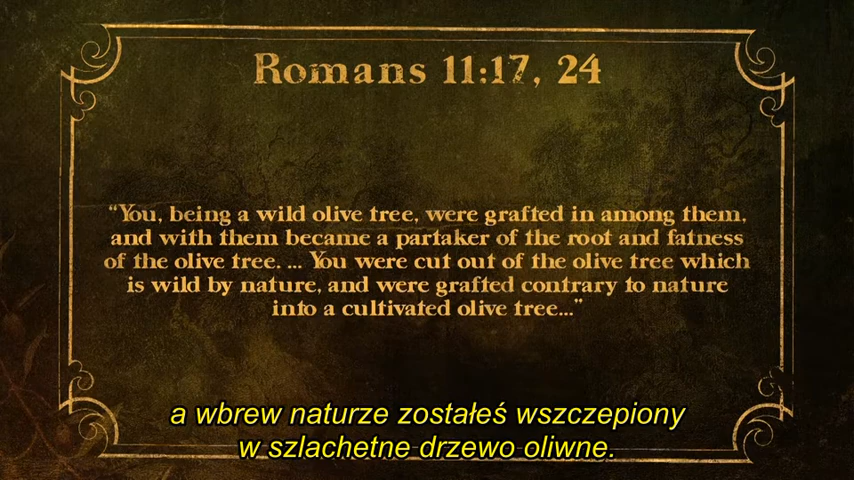 Romans 11:17, 24
“You, being a wild olive tree, were grafted in among them,
and with them became a partaker of the root and fatness
of the olive tree. ... You were cut out of the olive tree which
is wild by nature, and were grafted contrary to nature
into a cultivated olive tree...”
a wbrew naturze zostałeś wszczepiony
w szlachetne drzewo oliwne.